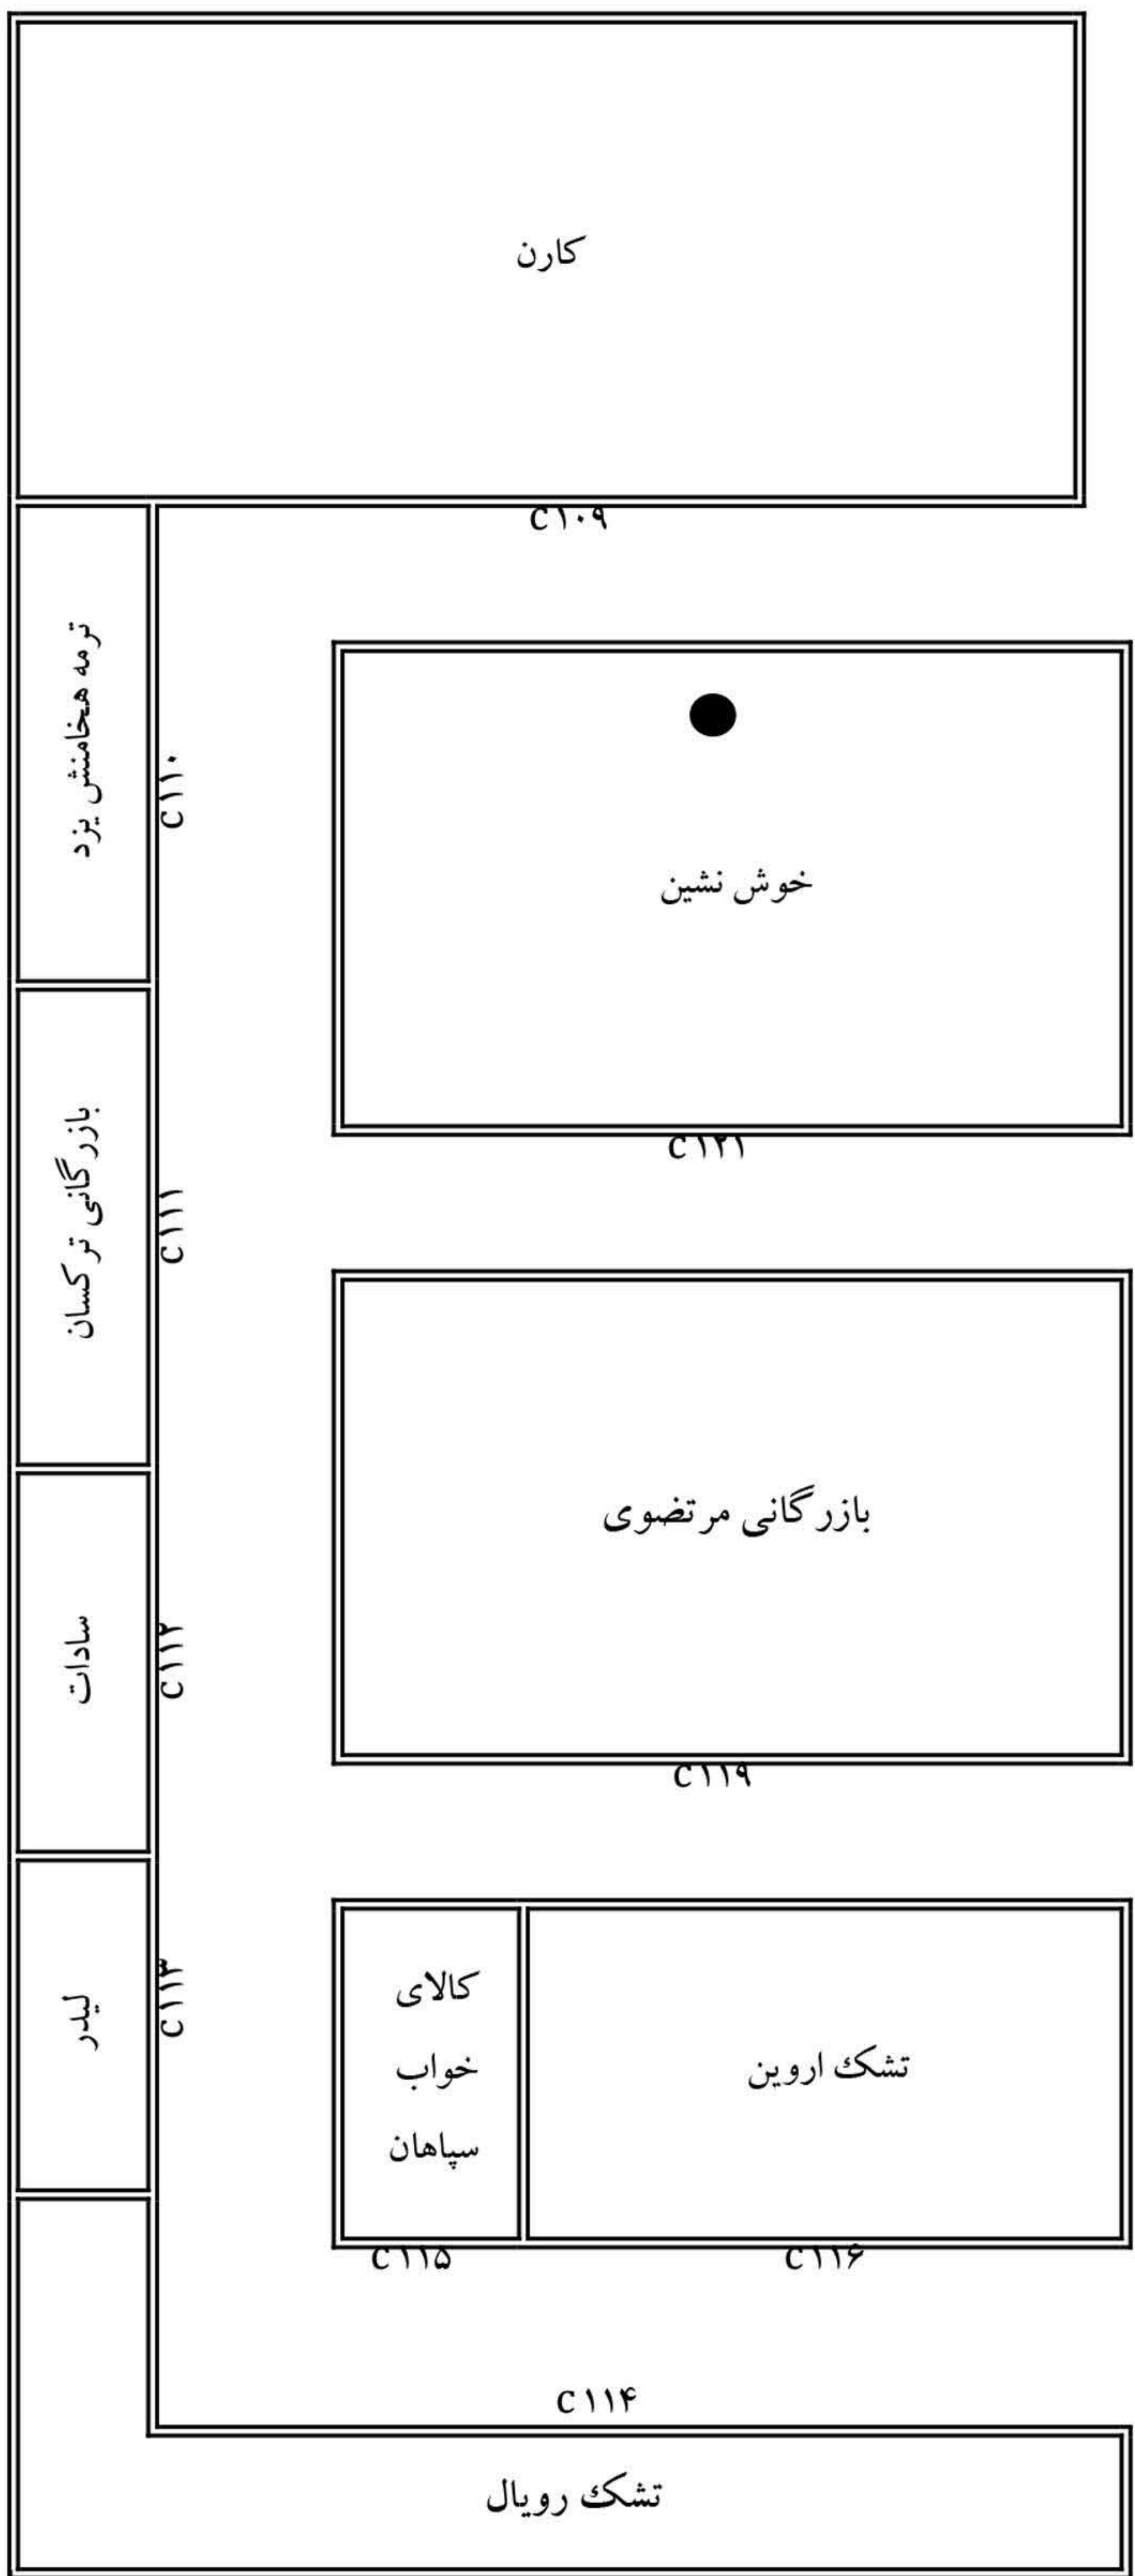 کارن
C۱۰۹
ترمه هخامنش یزد
C۱۱۰
خوش نشین
C۱۲۱
بازرگانی ترکسان
C۱۱۱
بازرگانی مرتضوی
C۱۱۹
سادات
C۱۱۲
لیدر
C۱۱۳
کالای
خواب
سپاهان
C۱۱۵
تشک اروین
C۱۱۶
C۱۱۴
تشک رویال